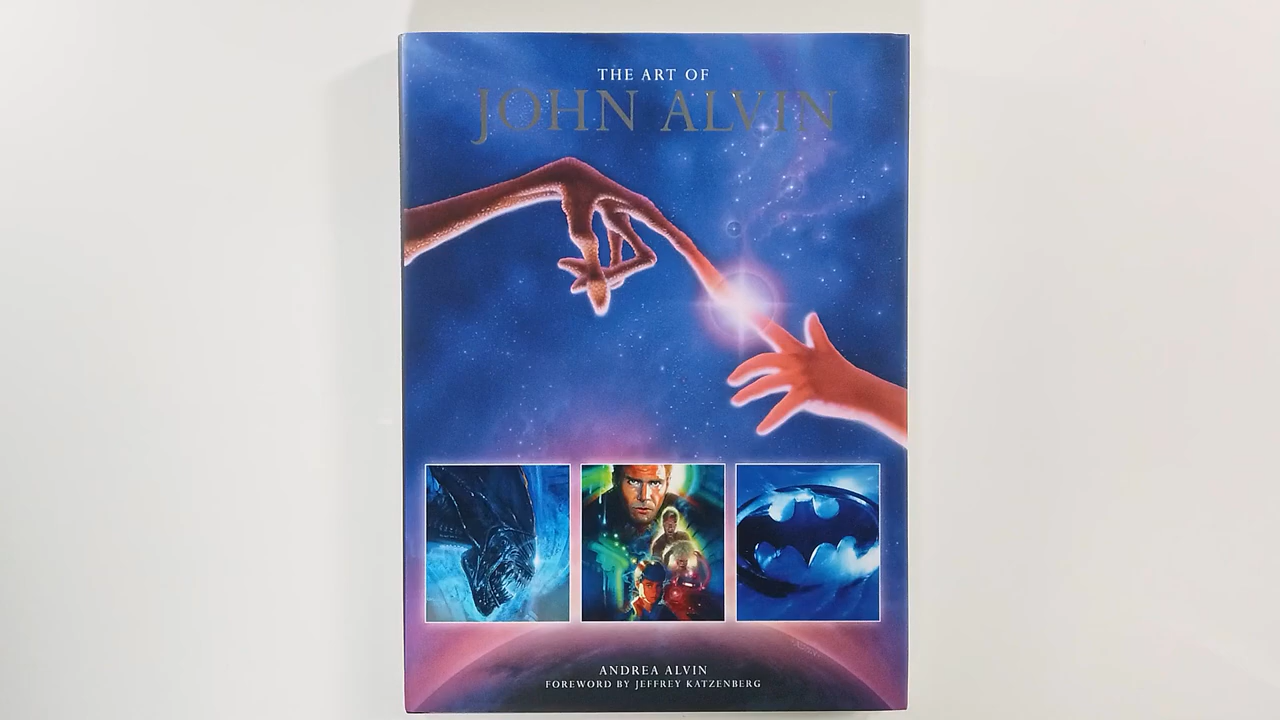 THE ART OF
JOHN ALVIN
ANDREA ALVIN
FOREWORD BY JEFFREY KATZENBERG